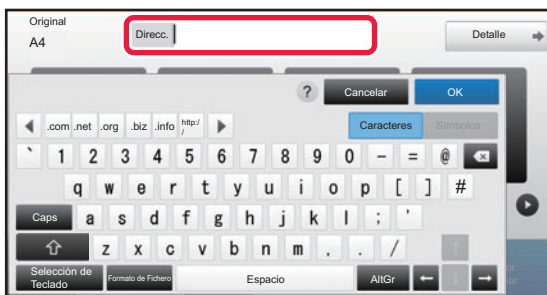 Original
A4
Direcc.
Detalle
?
Cancelar
OK
.com .net .org .biz .info http:/
/
Caracteres
Símbolos
` 1 2 3 4 5 6 7 8 9 0 - = @
q w e r t y u i o p [ ] #
Caps a s d f g h j k l ; '
z x c v b n m , . /
Selección de
Teclado
Formato de Fichero
Espacio
AltGr